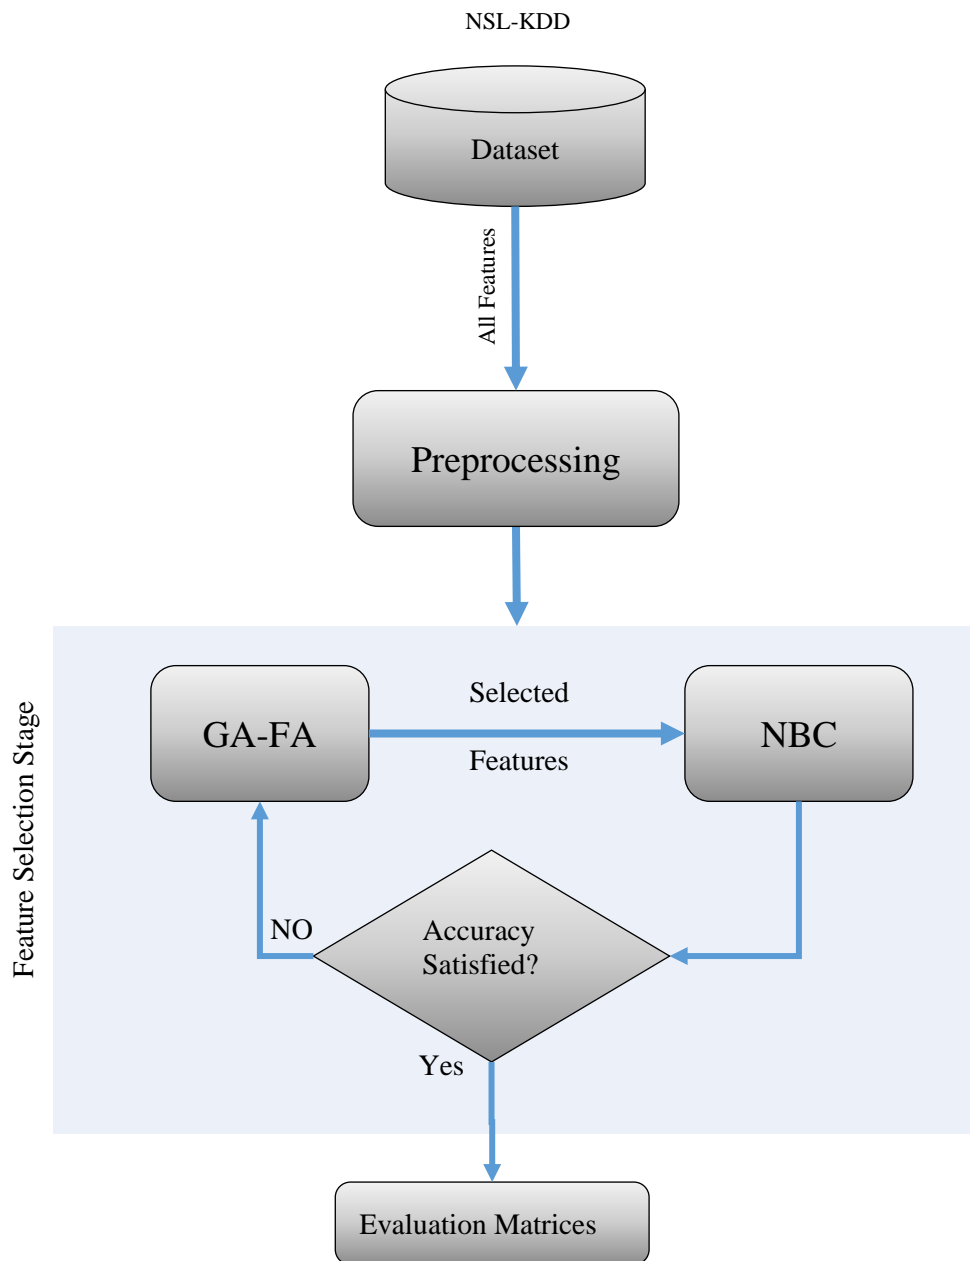 NSL-KDD
Dataset
All Features
Preprocessing
Feature Selection Stage
GA-FA
Selected
Features
NBC
NO
Accuracy
Satisfied?
Yes
Evaluation Matrices